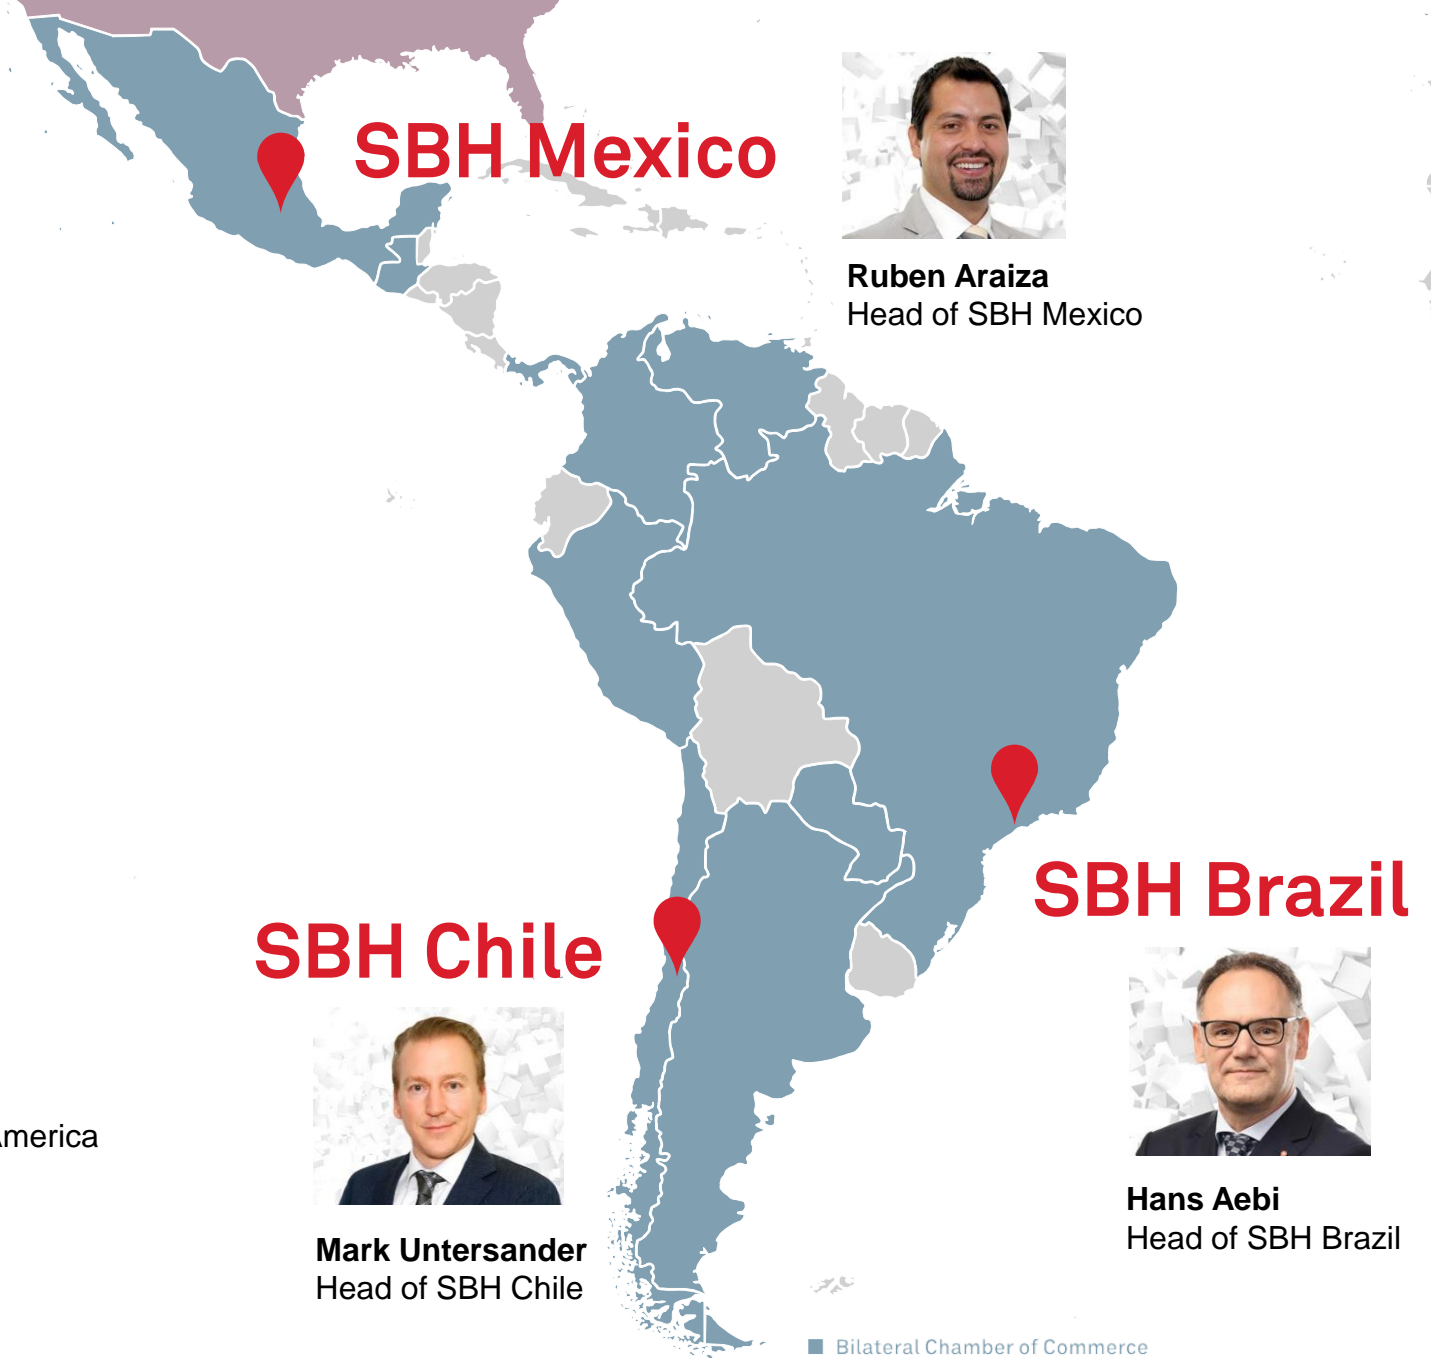 SBH Mexico
Ruben Araiza
Head of SBH Mexico
SBH Brazil
SBH Chile
America
Mark Untersander
Head of SBH Chile
Hans Aebi
Head of SBH Brazil
Bilateral Chamber of Commerce